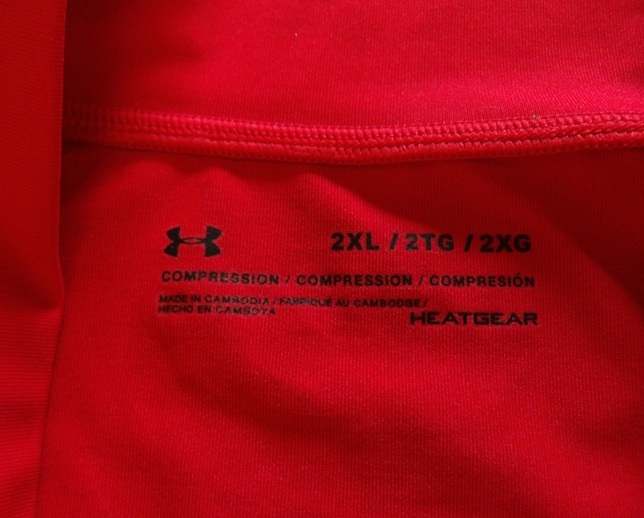 2XL / 2TG / 2XG
COMPRESSION / COMPRESSION / COMPRESIÓN
MADE IN CAMBODIA / FABRIQUÉ AU CAMBODGE /
HECHO EN CAMBOYA
HEATGEAR